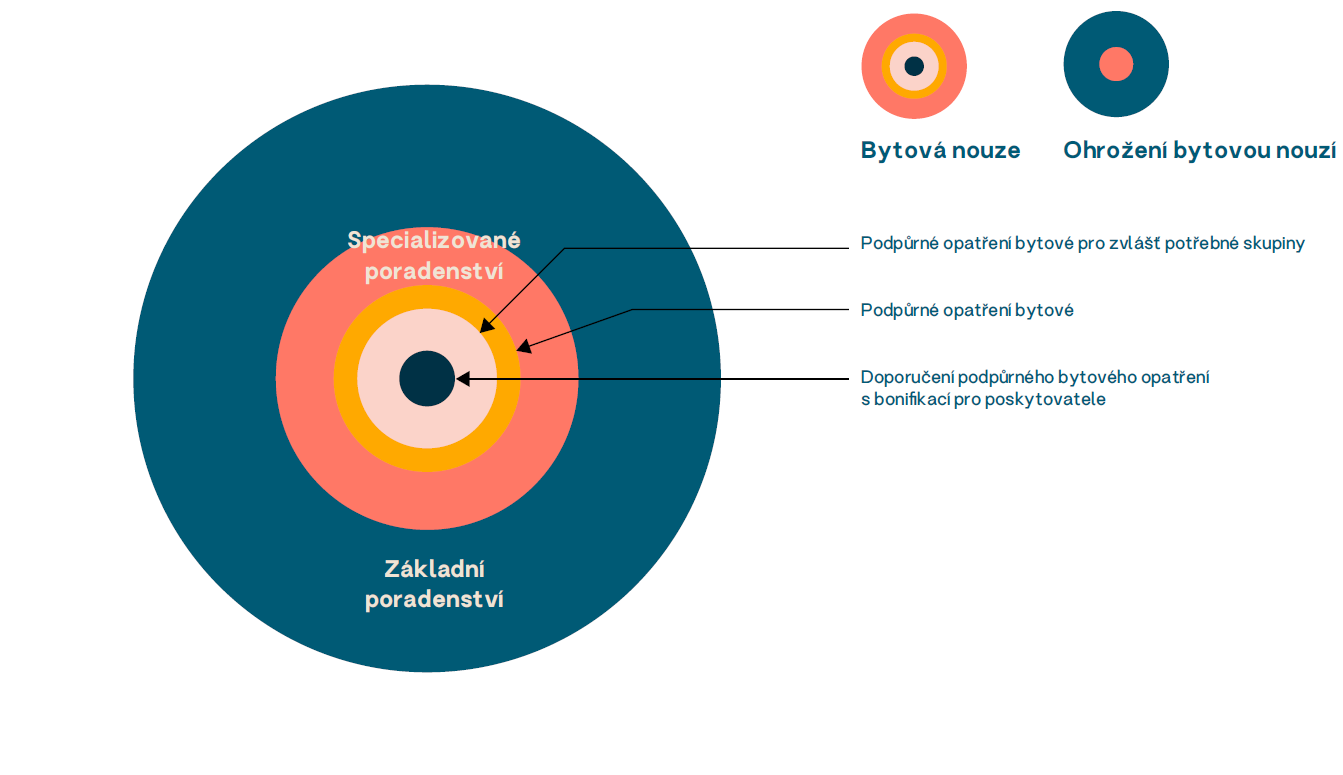 Bytová nouze
Ohrožení bytovou nouzí
Specializované
poradenství
Podpůrné opatření bytové pro zvlášť potřebné skupiny
Podpůrné opatření bytové
Doporučení podpůrného bytového opatření
s bonifikací pro poskytovatele
Základní
poradenství